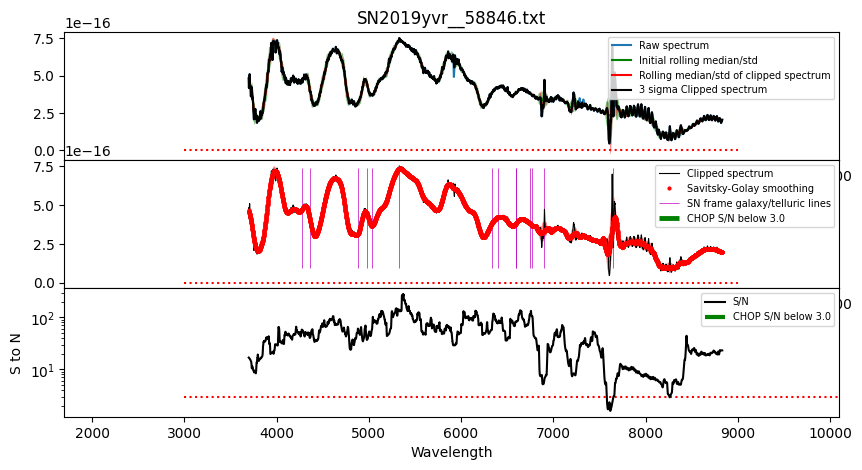 SN2019yvr__58846.txt
1e−16
7.5
5.0
2.5
0.0
Raw spectrum
Initial rolling median/std
Rolling median/std of clipped spectrum
3 sigma Clipped spectrum
1e−16
7.5
5.0
2.5
0.0
Clipped spectrum
Savitsky-Golay smoothing
SN frame galaxy/telluric lines
CHOP S/N below 3.0
S to N
10²
10¹
S/N
CHOP S/N below 3.0
2000 3000 4000 5000 6000 7000 8000 9000 10000
Wavelength